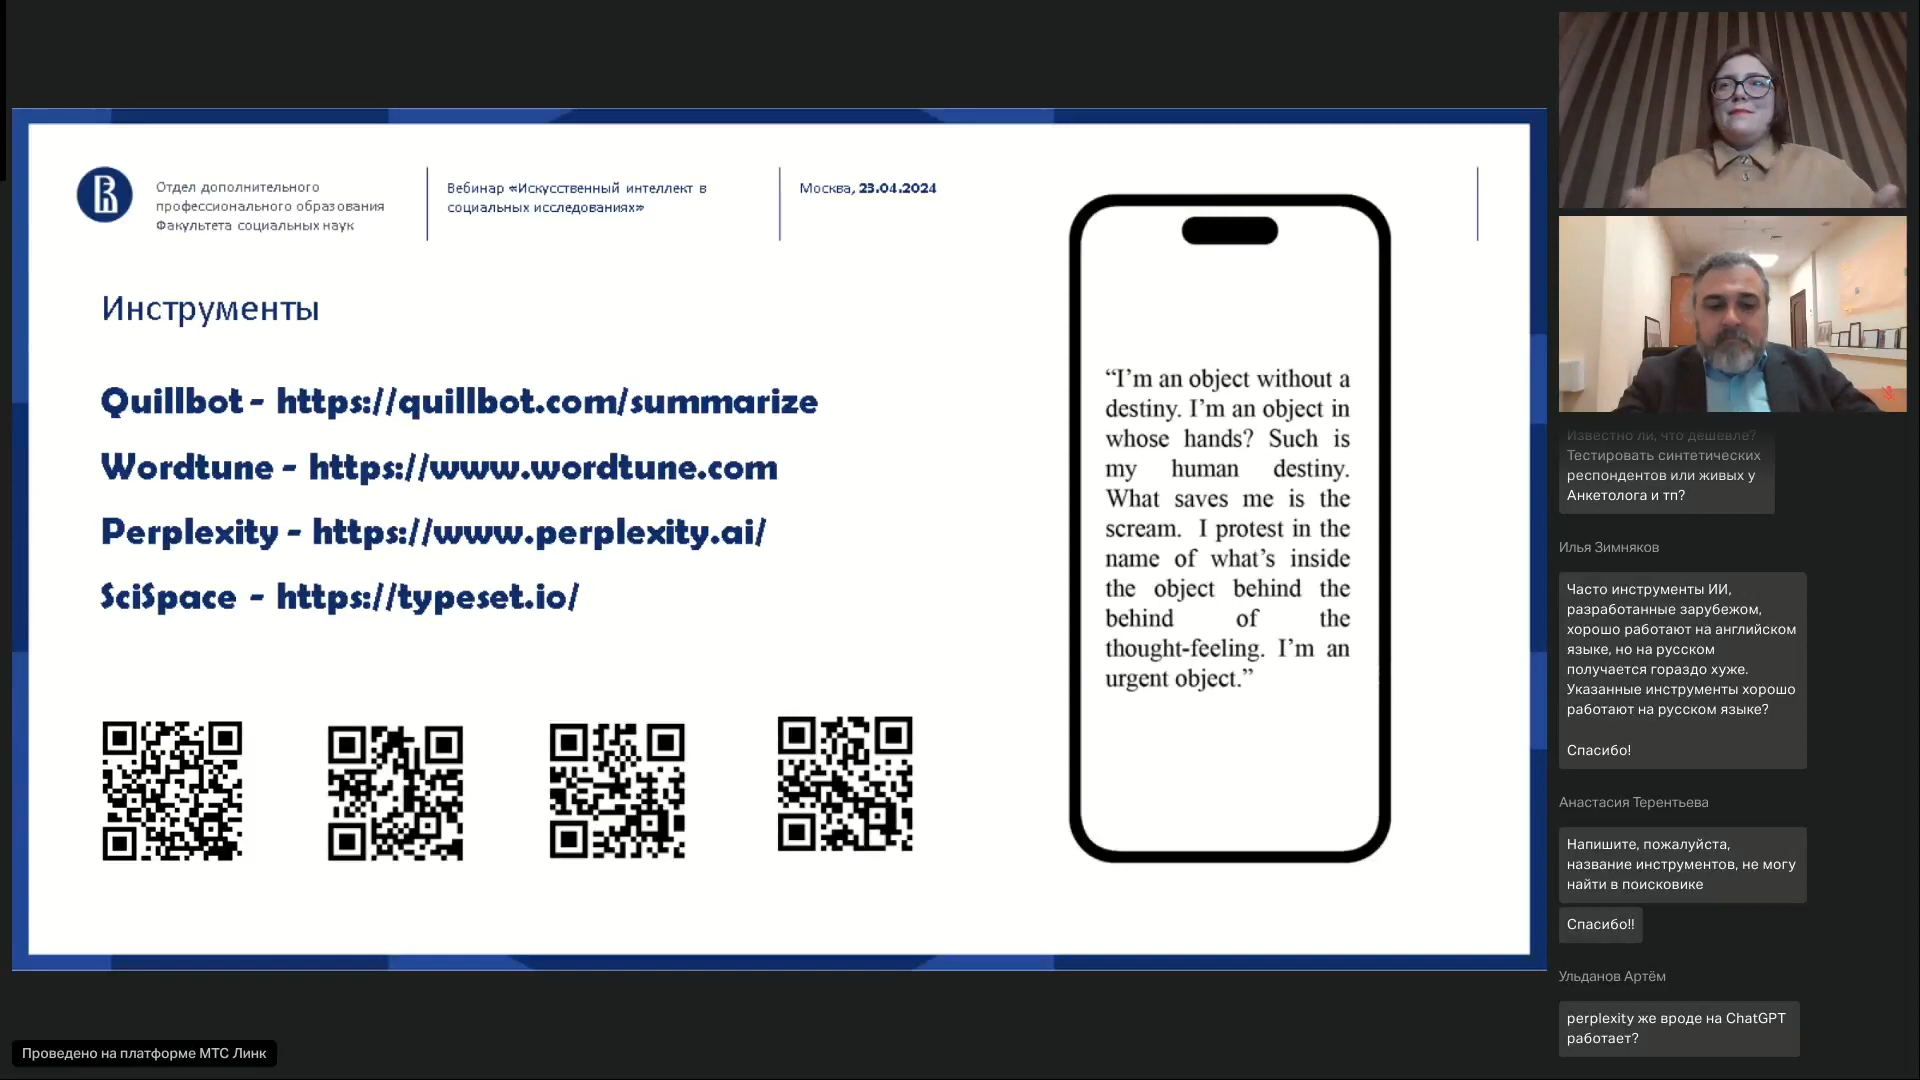 Отдел дополнительного
профессионального образования
Факультета социальных наук
Вебинар «Искусственный интеллект в
социальных исследованиях»
Москва, 23.04.2024
Инструменты
Quillbot - https://quillbot.com/summarize
Wordtune - https://www.wordtune.com
Perplexity - https://www.perplexity.ai/
SciSpace - https://typeset.io/
“I’m an object without a
destiny. I’m an object in
whose hands? Such is
my human destiny.
What saves me is the
scream. I protest in the
name of what’s inside
the object behind the
behind of the
thought-feeling. I’m an
urgent object.”
Известно ли, что дешевле?
Тестировать синтетических
респондентов или живых у
Анкетолога и тп?
Илья Зимняков
Часто инструменты ИИ,
разработанные зарубежом,
хорошо работают на английском
языке, но на русском
получается гораздо хуже.
Указанные инструменты хорошо
работают на русском языке?
Спасибо!
Анастасия Терентьева
Напишите, пожалуйста,
название инструментов, не могу
найти в поисковике
Спасибо!!
Ульданов Артём
perplexity же вроде на ChatGPT
работает?
Проведено на платформе МТС Линк